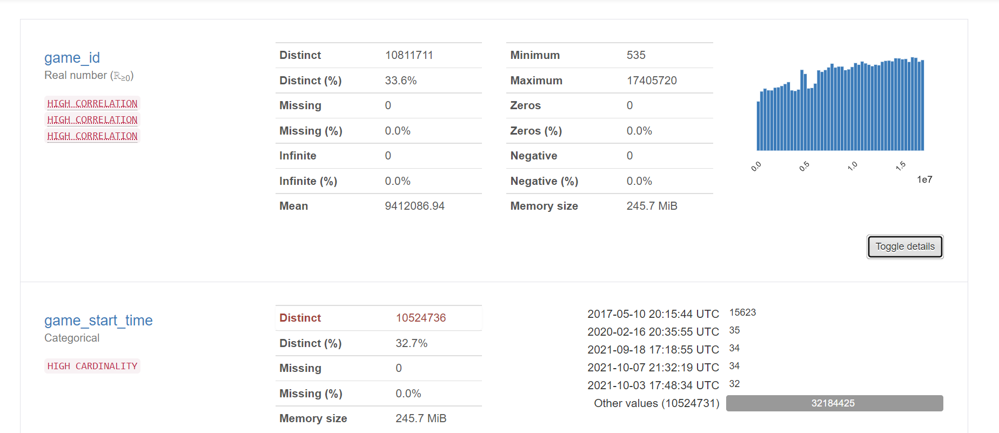 game_id
Real number (ℝ≥0)
HIGH CORRELATION
HIGH CORRELATION
HIGH CORRELATION
Distinct 10811711
Distinct (%) 33.6%
Missing 0
Missing (%) 0.0%
Infinite 0
Infinite (%) 0.0%
Mean 9412086.94
Minimum 535
Maximum 17405720
Zeros 0
Zeros (%) 0.0%
Negative 0
Negative (%) 0.0%
Memory size 245.7 MiB
0.0 0.5 1.0 1.5
1e7
Toggle details
game_start_time
Categorical
HIGH CARDINALITY
Distinct 10524736
Distinct (%) 32.7%
Missing 0
Missing (%) 0.0%
Memory size 245.7 MiB
2017-05-10 20:15:44 UTC 15623
2020-02-16 20:35:55 UTC 35
2021-09-18 17:18:55 UTC 34
2021-10-07 21:32:19 UTC 34
2021-10-03 17:48:34 UTC 32
Other values (10524731) 32184425